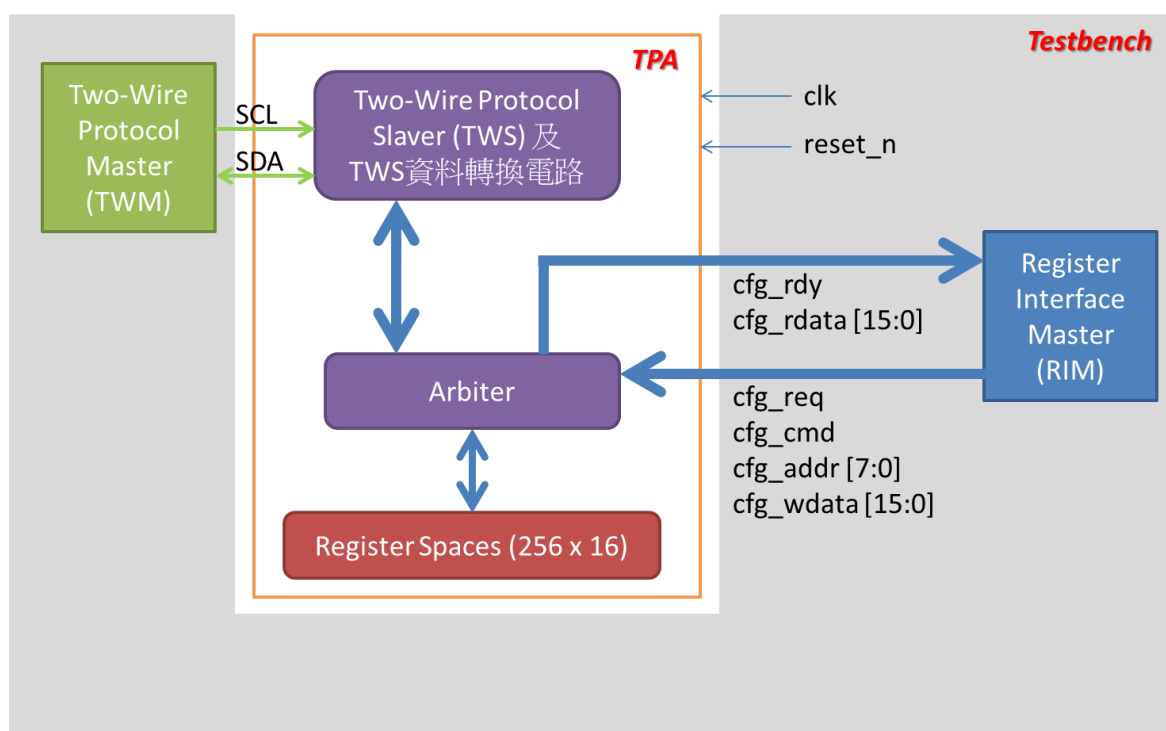 Testbench
TPA
Two-Wire
Protocol
Master
(TWM)
SCL
SDA
Two-Wire Protocol
Slaver (TWS) 及
TWS資料轉換電路
clk
reset_n
cfg_rdy
cfg_rdata [15:0]
Register
Interface
Master
(RIM)
Arbiter
cfg_req
cfg_cmd
cfg_addr [7:0]
cfg_wdata [15:0]
Register Spaces (256 x 16)